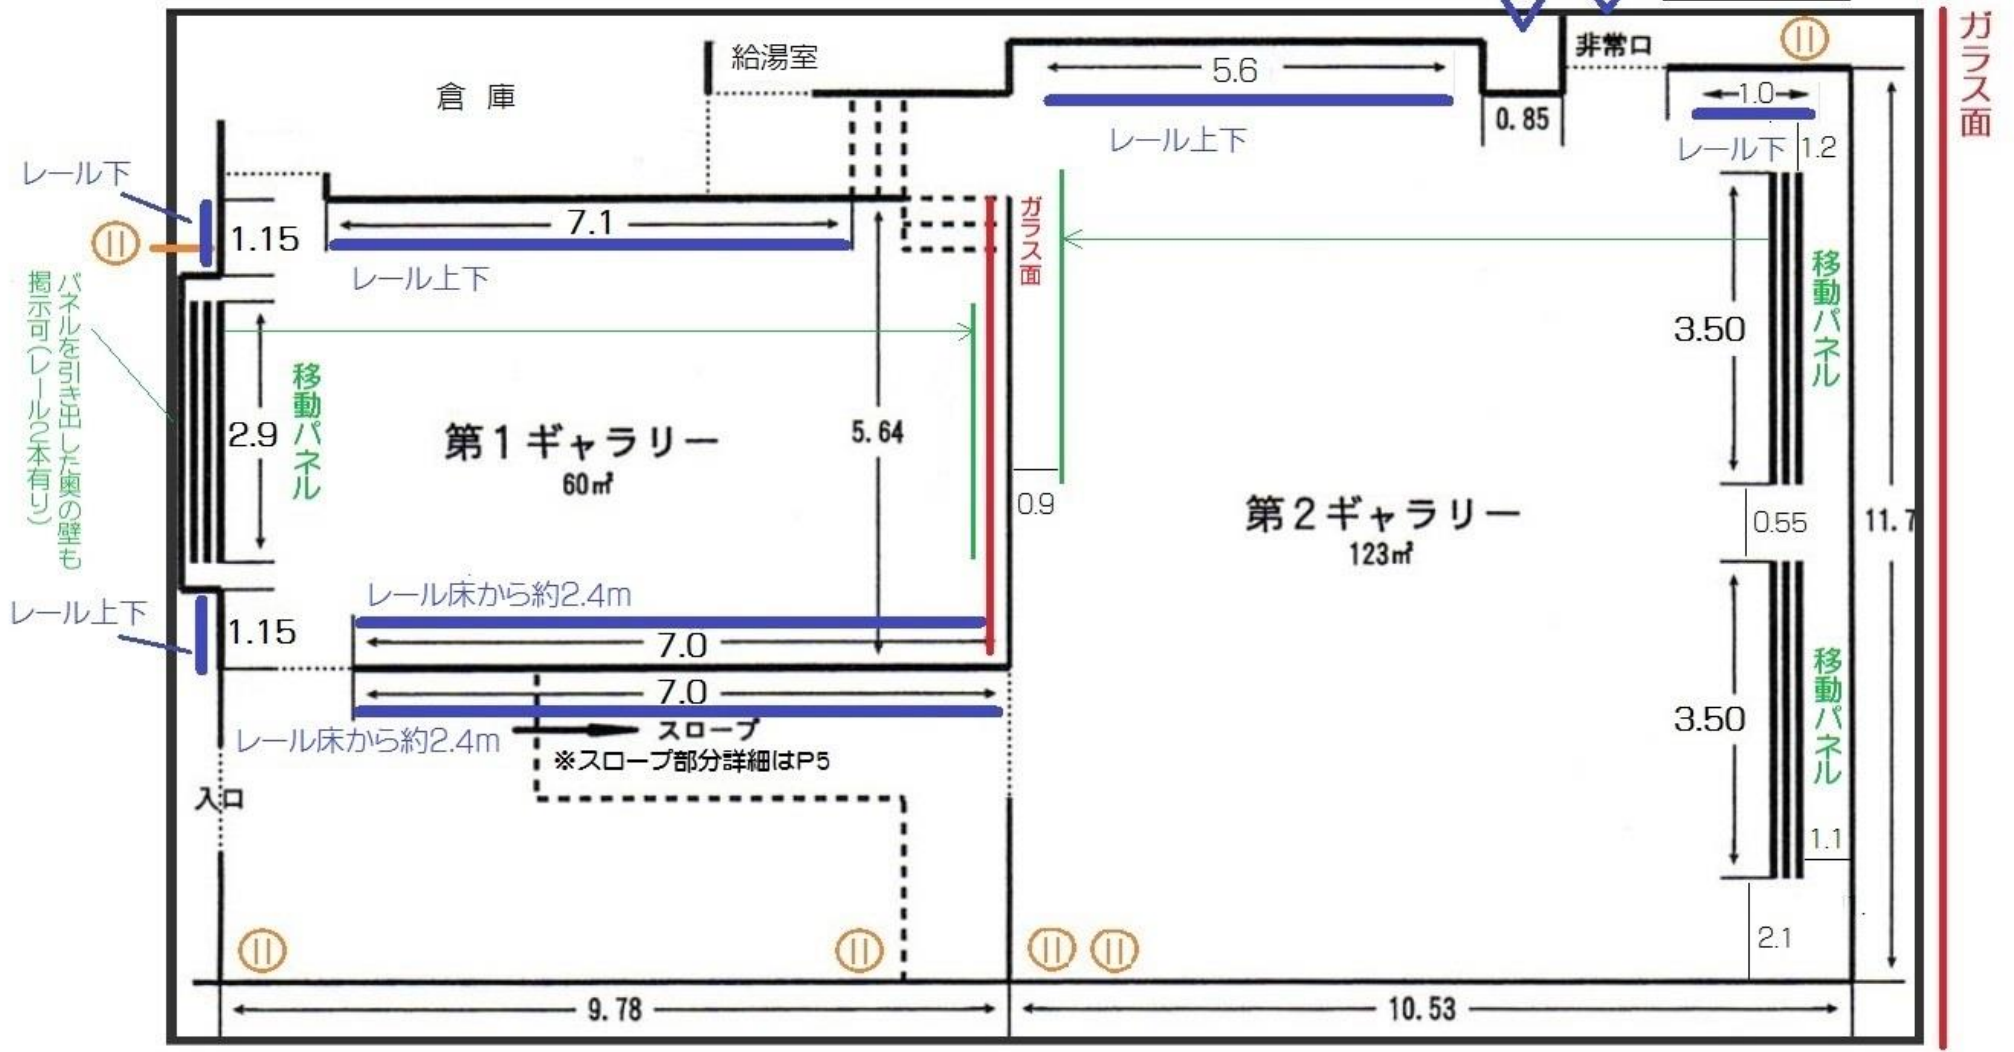 ガラス面
非常口
給湯室
倉 庫
5.6
1.0
0.85
レール上下
レール下
1.2
レール下
1.15
7.1
レール上下
ガラス面
移動パネル
3.50
パネルを引き出した奥の壁も
掲示可(レール2本有り)
2.9
移動パネル
第1ギャラリー
60㎡
5.64
0.9
第2ギャラリー
123㎡
0.55
11.7
レール上下
1.15
レール床から約2.4m
7.0
7.0
レール床から約2.4m
スロープ
※スロープ部分詳細はP5
3.50
移動パネル
入口
1.1
2.1
9.78
10.53